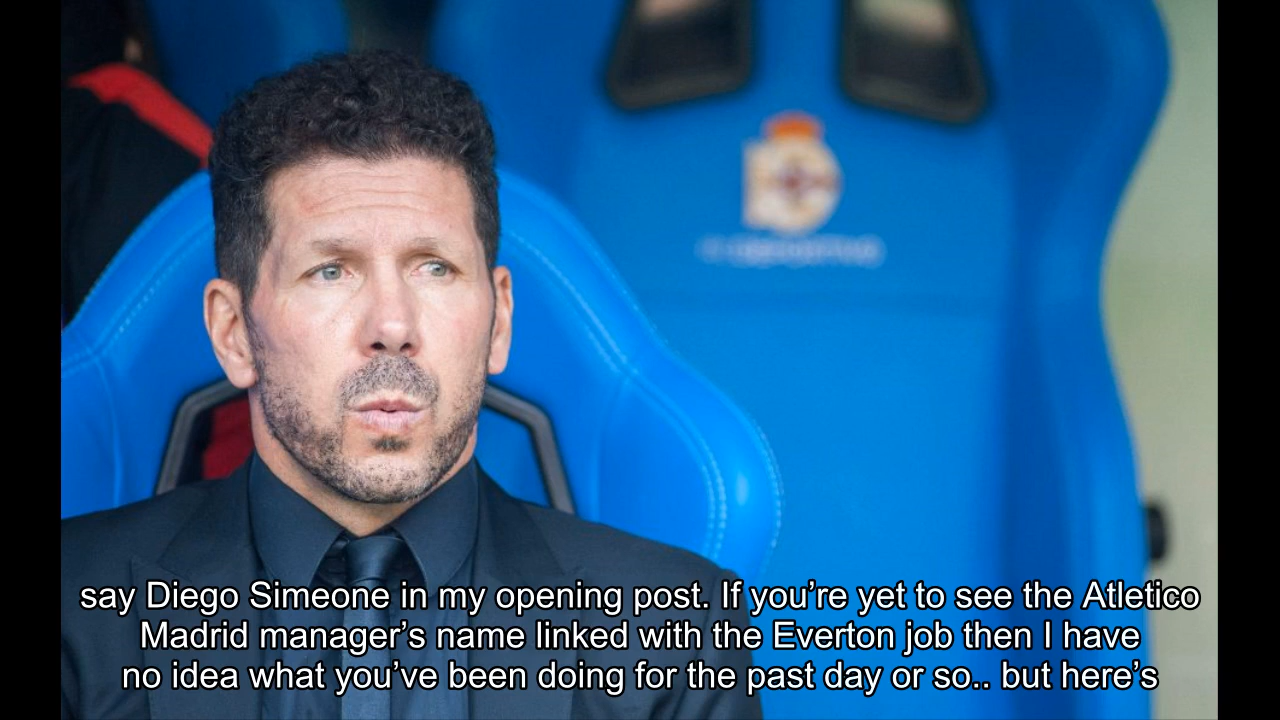 say Diego Simeone in my opening post. If you’re yet to see the Atletico
Madrid manager’s name linked with the Everton job then I have
no idea what you’ve been doing for the past day or so.. but here’s